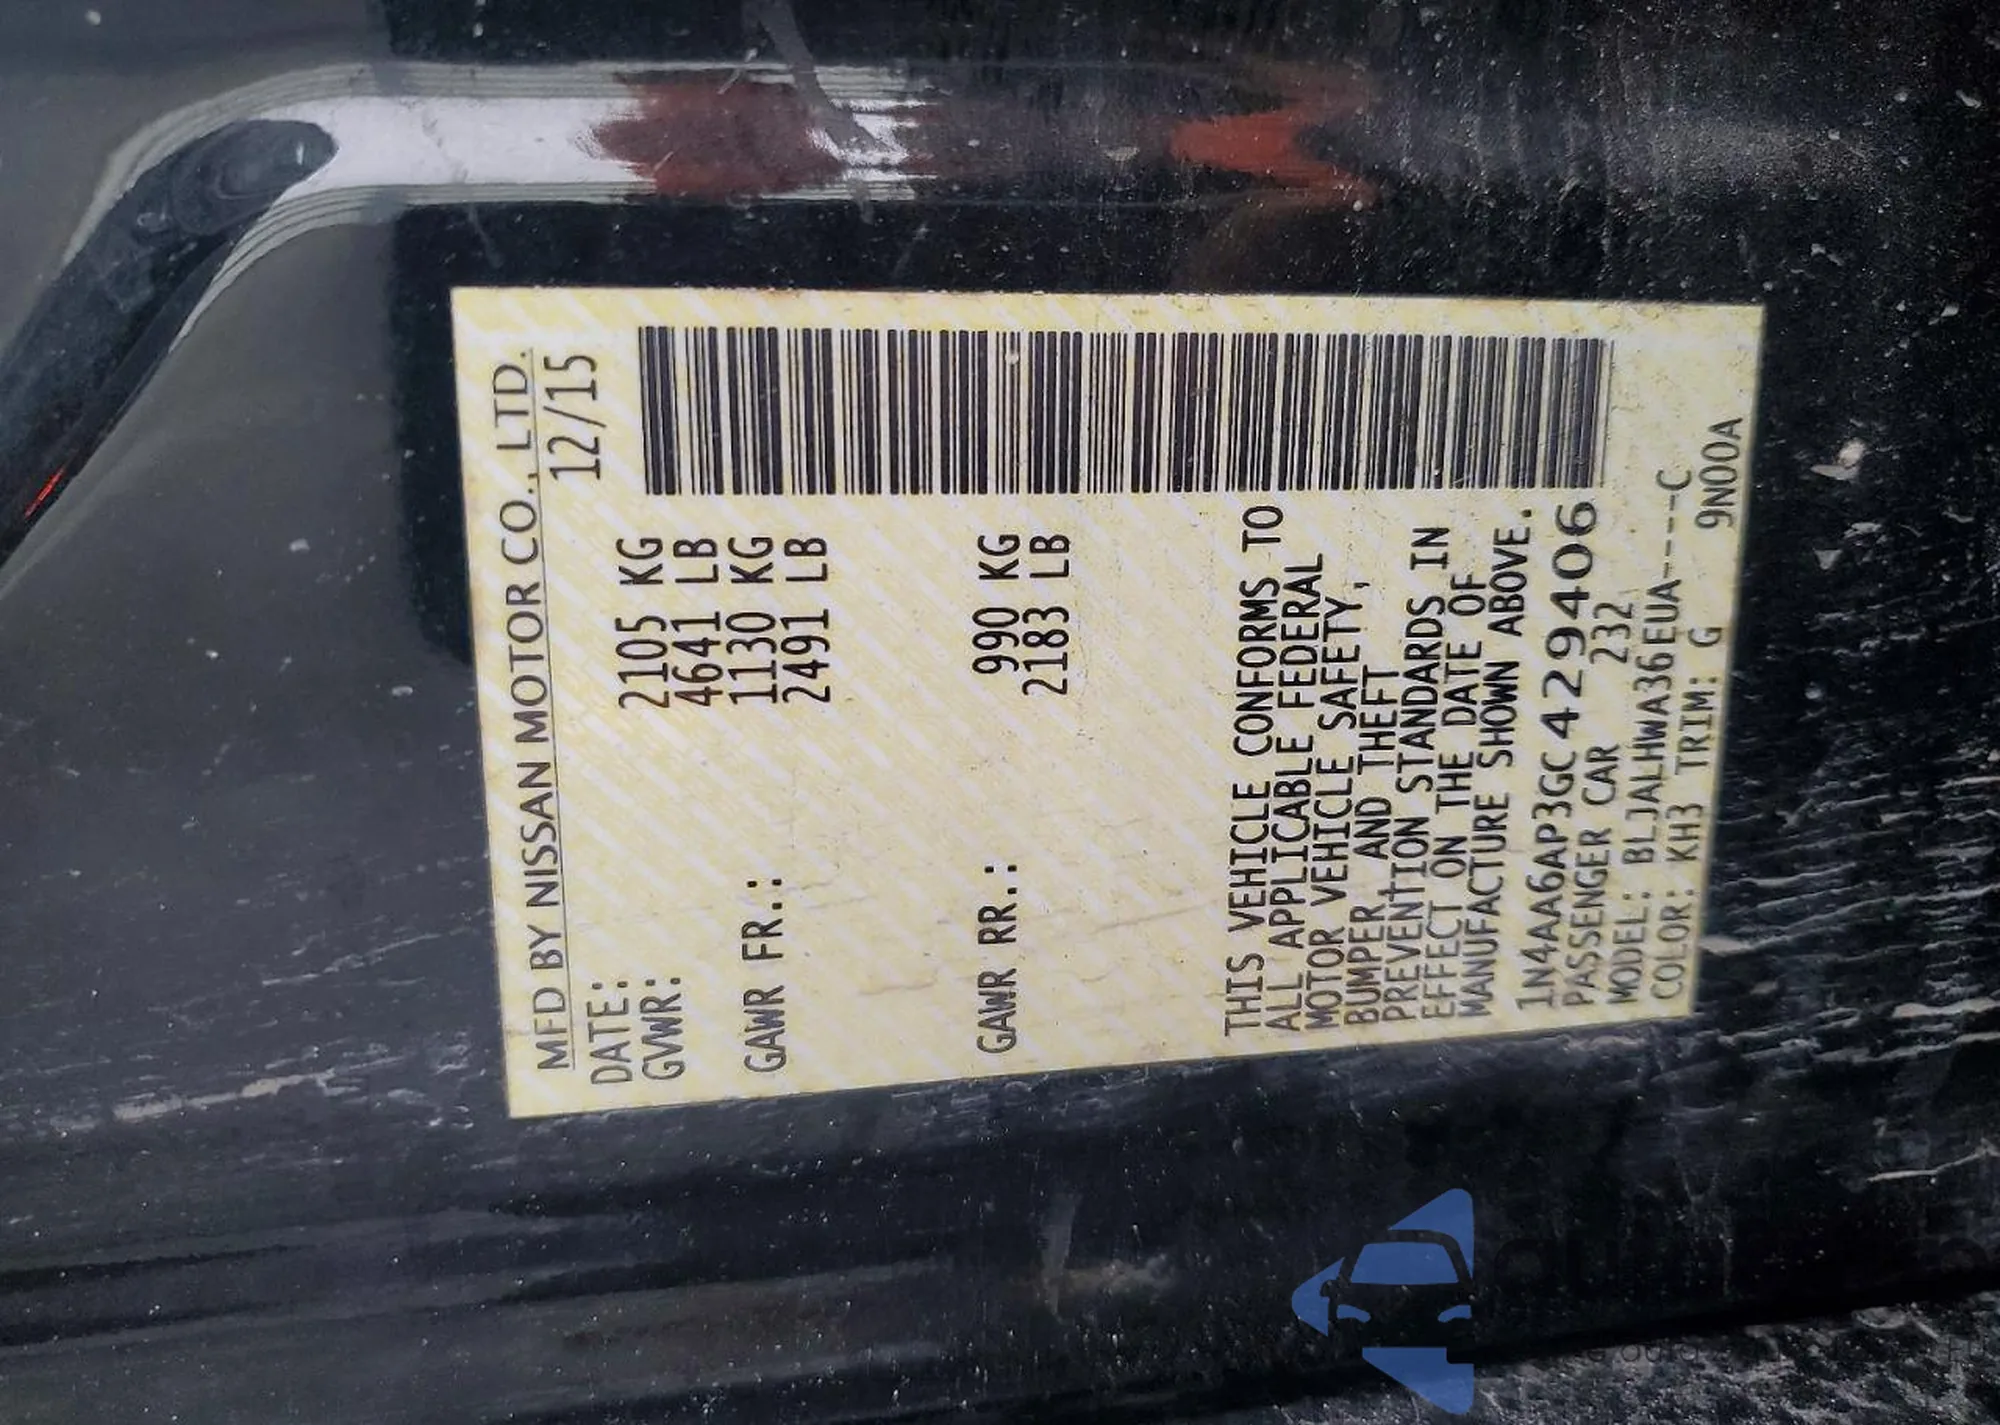 MFD BY NISSAN MOTOR CO., LTD.
DATE: 12/15
GVWR: 2105 KG
4641 LB
GAWR FR.: 1130 KG
2491 LB
GAWR RR.: 990 KG
2183 LB
THIS VEHICLE CONFORMS TO
ALL APPLICABLE FEDERAL
MOTOR VEHICLE SAFETY,
BUMPER, AND THEFT
PREVENTION STANDARDS IN
EFFECT ON THE DATE OF
MANUFACTURE SHOWN ABOVE.
1N4AA6AP3GC429406
PASSENGER CAR 232
MODEL: BLJALHWA36EUA----C
COLOR: KH3 TRIM: G 9N00A